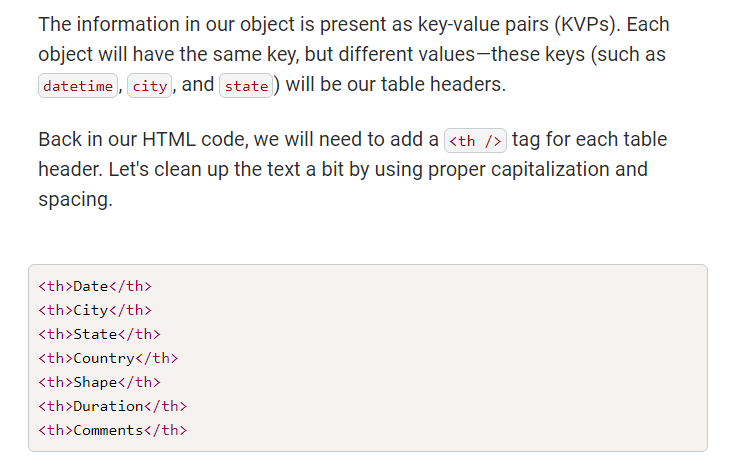 The information in our object is present as key-value pairs (KVPs). Each
object will have the same key, but different values—these keys (such as
datetime, city, and state) will be our table headers.
Back in our HTML code, we will need to add a <th /> tag for each table
header. Let's clean up the text a bit by using proper capitalization and
spacing.
<th>Date</th>
<th>City</th>
<th>State</th>
<th>Country</th>
<th>Shape</th>
<th>Duration</th>
<th>Comments</th>